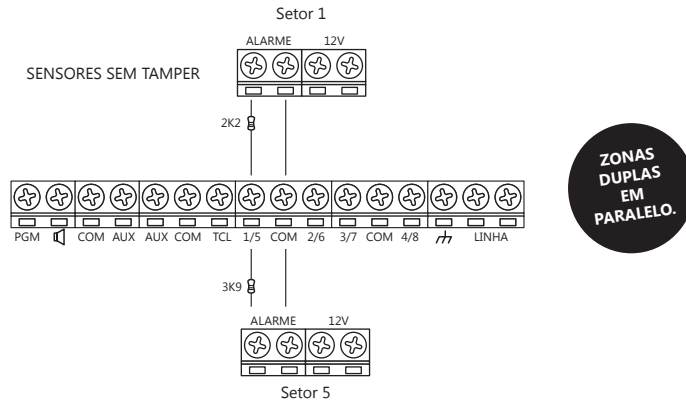 Setor 1
ALARME 12V
SENSORES SEM TAMPER
2K2
ZONAS
DUPLAS
EM
PARALELO.
PGM COM AUX AUX COM TCL 1/5 COM 2/6 3/7 COM 4/8 LINHA
3K9
ALARME 12V
Setor 5